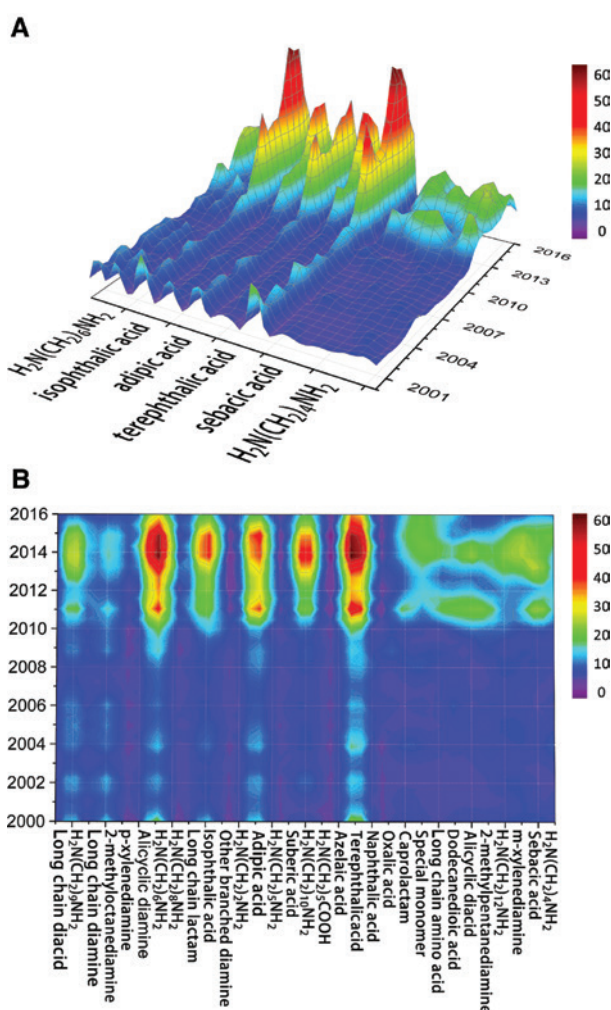 A
60
50
40
30
20
10
0
2016
2013
2010
2007
2004
2001
H₂N(CH₂)₆NH₂
isophthalic acid
adipic acid
terephthalic acid
sebacic acid
H₂N(CH₂)₄NH₂
B
2016
2014
2012
2010
2008
2006
2004
2002
2000
60
50
40
30
20
10
0
Long chain diacid
H₂N(CH₂)₉NH₂
Long chain diamine
2-methyloctanediamine
p-xylenediamine
Alicyclic diamine
H₂N(CH₂)₆NH₂
H₂N(CH₂)₈NH₂
Long chain lactam
Isophthalic acid
Other branched diamine
H₂N(CH₂)₂NH₂
Adipic acid
H₂N(CH₂)₅NH₂
Suberic acid
H₂N(CH₂)₁₀NH₂
H₂N(CH₂)₅COOH
Azelaic acid
Terephthalicacid
Naphthalic acid
Oxalic acid
Caprolactam
Special monomer
Long chain amino acid
Dodecanedioic acid
Alicyclic diacid
2-methylpentanediamine
H₂N(CH₂)₁₂NH₂
m-xylenediamine
Sebacic acid
H₂N(CH₂)₄NH₂